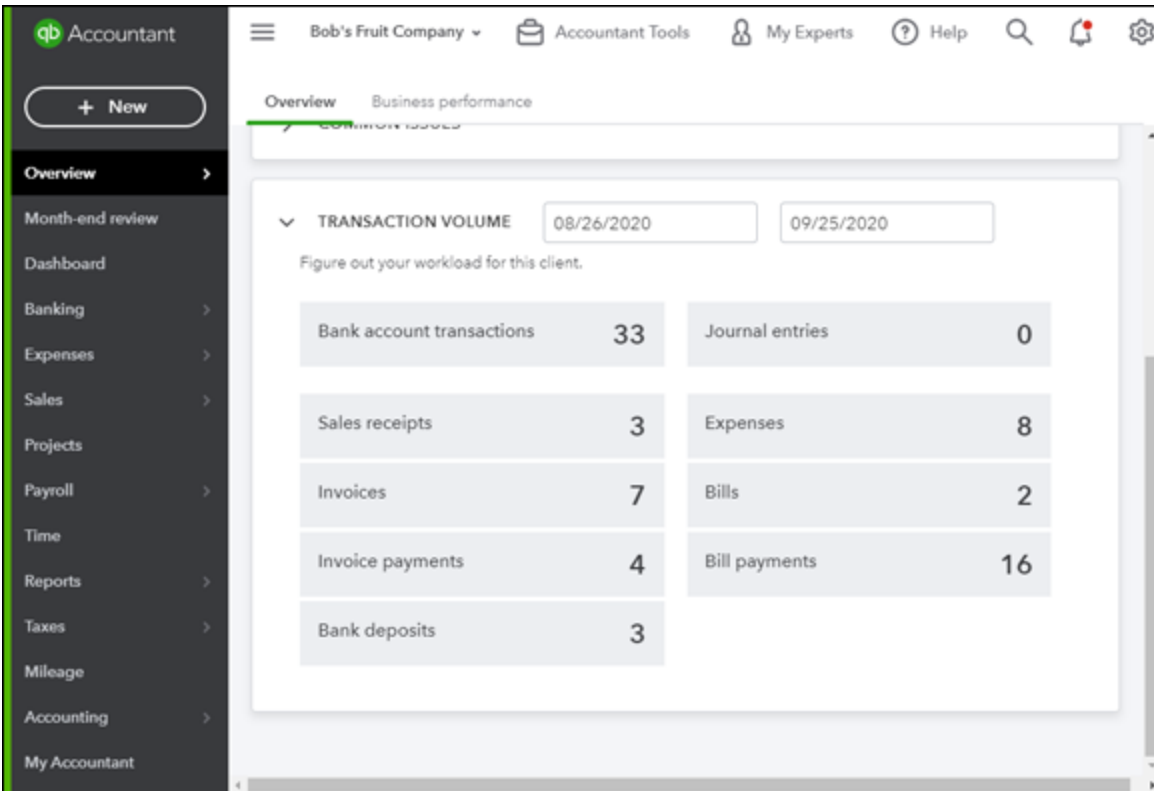 qb Accountant
Bob's Fruit Company
Accountant Tools
My Experts
? Help
+ New
Overview
Business performance
COMMON ISSUES
Overview
Month-end review
Dashboard
Banking
Expenses
Sales
Projects
Payroll
Time
Reports
Taxes
Mileage
Accounting
My Accountant
TRANSACTION VOLUME 08/26/2020 09/25/2020
Figure out your workload for this client.
Bank account transactions 33
Journal entries 0
Sales receipts 3
Expenses 8
Invoices 7
Bills 2
Invoice payments 4
Bill payments 16
Bank deposits 3